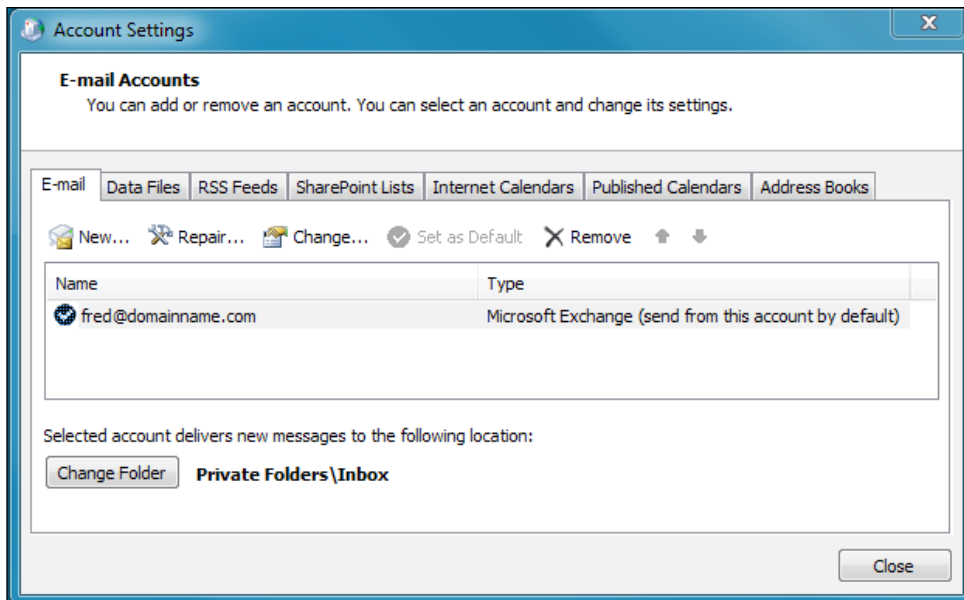 Account Settings
E-mail Accounts
You can add or remove an account. You can select an account and change its settings.
E-mail Data Files RSS Feeds SharePoint Lists Internet Calendars Published Calendars Address Books
New... Repair... Change... Set as Default Remove
Name Type
fred@domainname.com Microsoft Exchange (send from this account by default)
Selected account delivers new messages to the following location:
Change Folder Private Folders\Inbox
Close